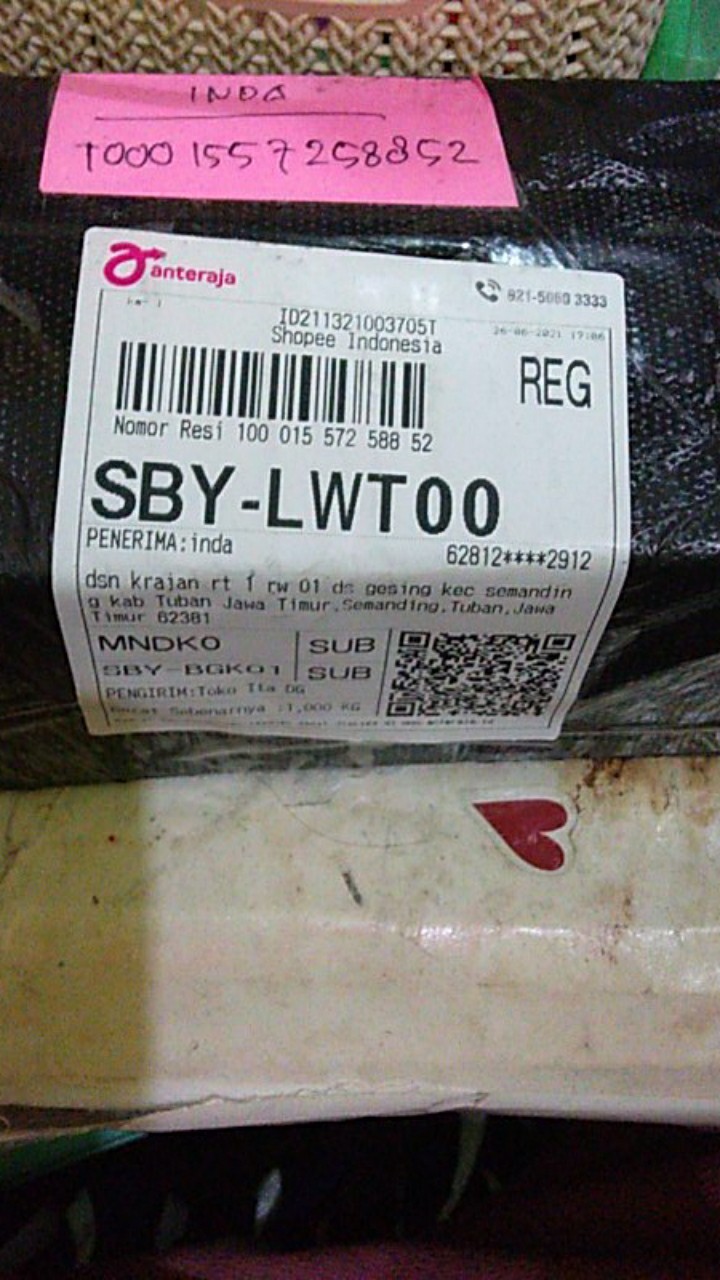 INDA
T000 1557258852
anteraja
021-5060 3333
ID211321003705T
Shopee Indonesia
26-06-2021 17:06
REG
Nomor Resi 100 015 572 588 52
SBY-LWT00
PENERIMA:inda
62812****2912
dsn krajan rt 1 rw 01 ds gesing kec semandin
g kab Tuban Jawa Timur,Semanding,Tuban,Jawa
Timur 62381
MNDK0 SUB
SBY-BGK01 SUB
PENGIRIM:Toko Ita DG
Berat Sebenarnya :1,000 KG